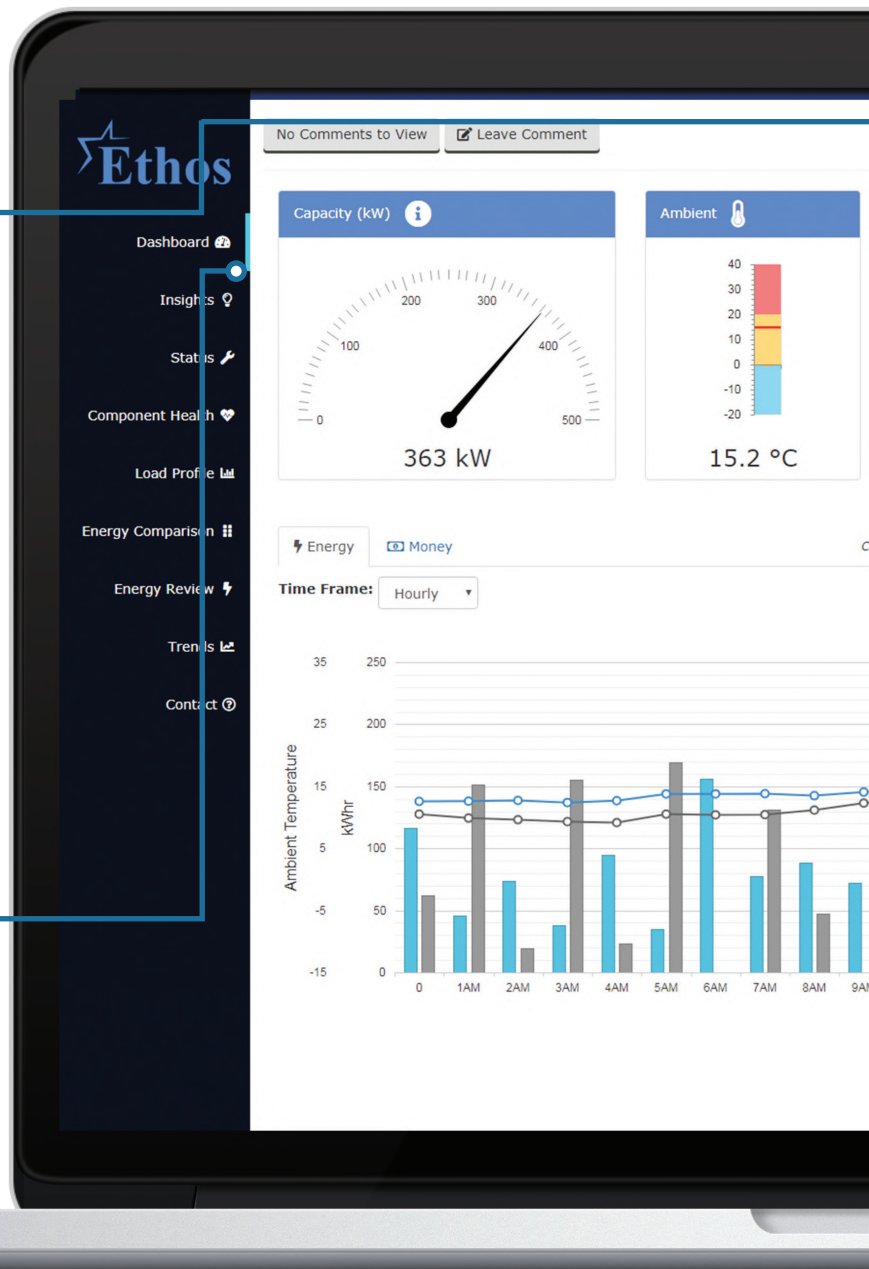 Ethos
Dashboard
Insights
Status
Component Health
Load Profile
Energy Comparison
Energy Review
Trends
Contact
No Comments to View
Leave Comment
Capacity (kW)
0
100
200
300
400
500
363 kW
Ambient
40
30
20
10
0
-10
-20
15.2 °C
Energy
Money
C
Time Frame:
Hourly
Ambient Temperature
35
25
15
5
-5
-15
kWhr
250
200
150
100
50
0
0 1AM 2AM 3AM 4AM 5AM 6AM 7AM 8AM 9AM